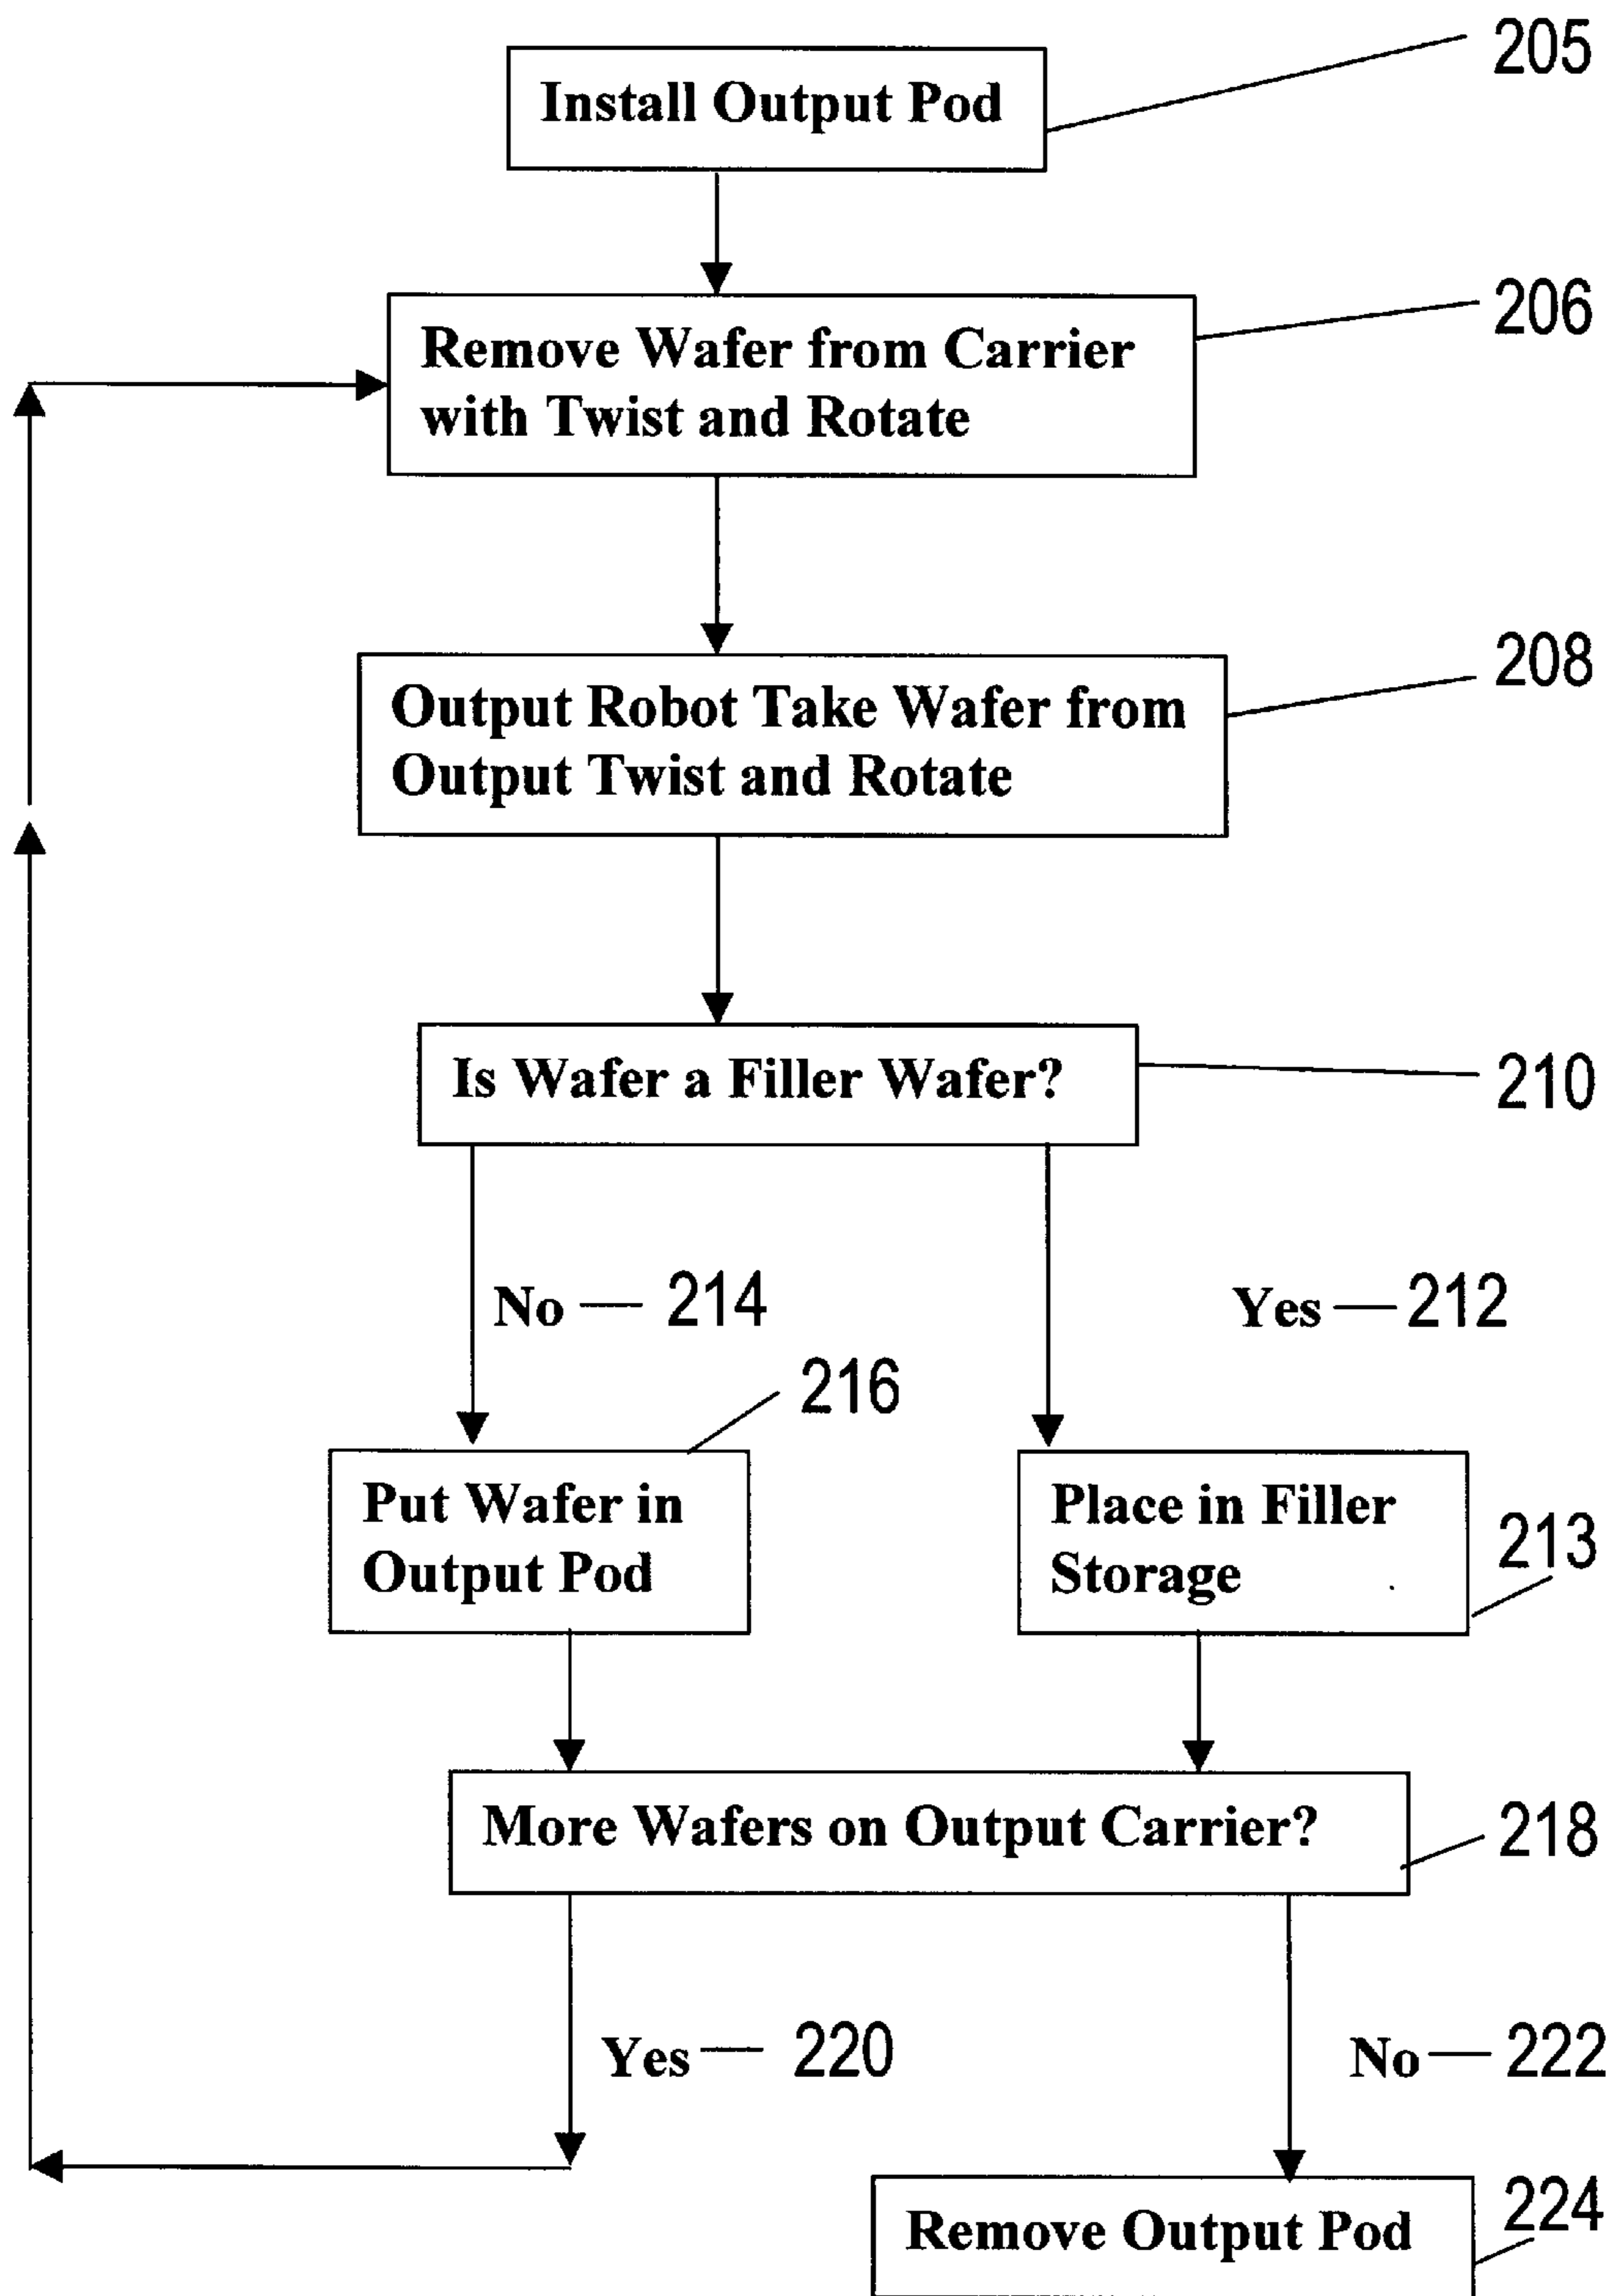 205
Install Output Pod
206
Remove Wafer from Carrier
with Twist and Rotate
208
Output Robot Take Wafer from
Output Twist and Rotate
210
Is Wafer a Filler Wafer?
No — 214
Yes — 212
216
Put Wafer in
Output Pod
Place in Filler
Storage
213
More Wafers on Output Carrier?
218
Yes — 220
No — 222
Remove Output Pod
224